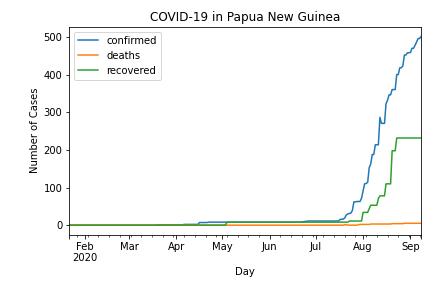 COVID-19 in Papua New Guinea
confirmed
deaths
recovered
500
400
300
200
100
0
Number of Cases
Feb Mar Apr May Jun Jul Aug Sep
2020
Day